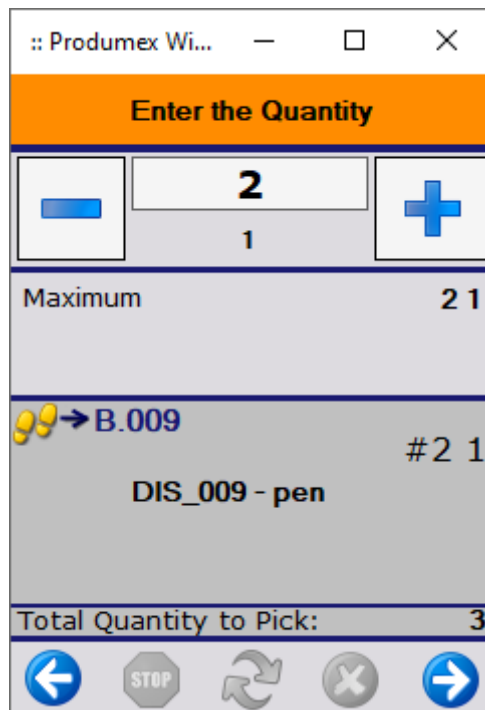 :: Produmex Wi...
Enter the Quantity
2
1
Maximum 2 1
B.009
#2 1
DIS_009 - pen
Total Quantity to Pick: 3
STOP